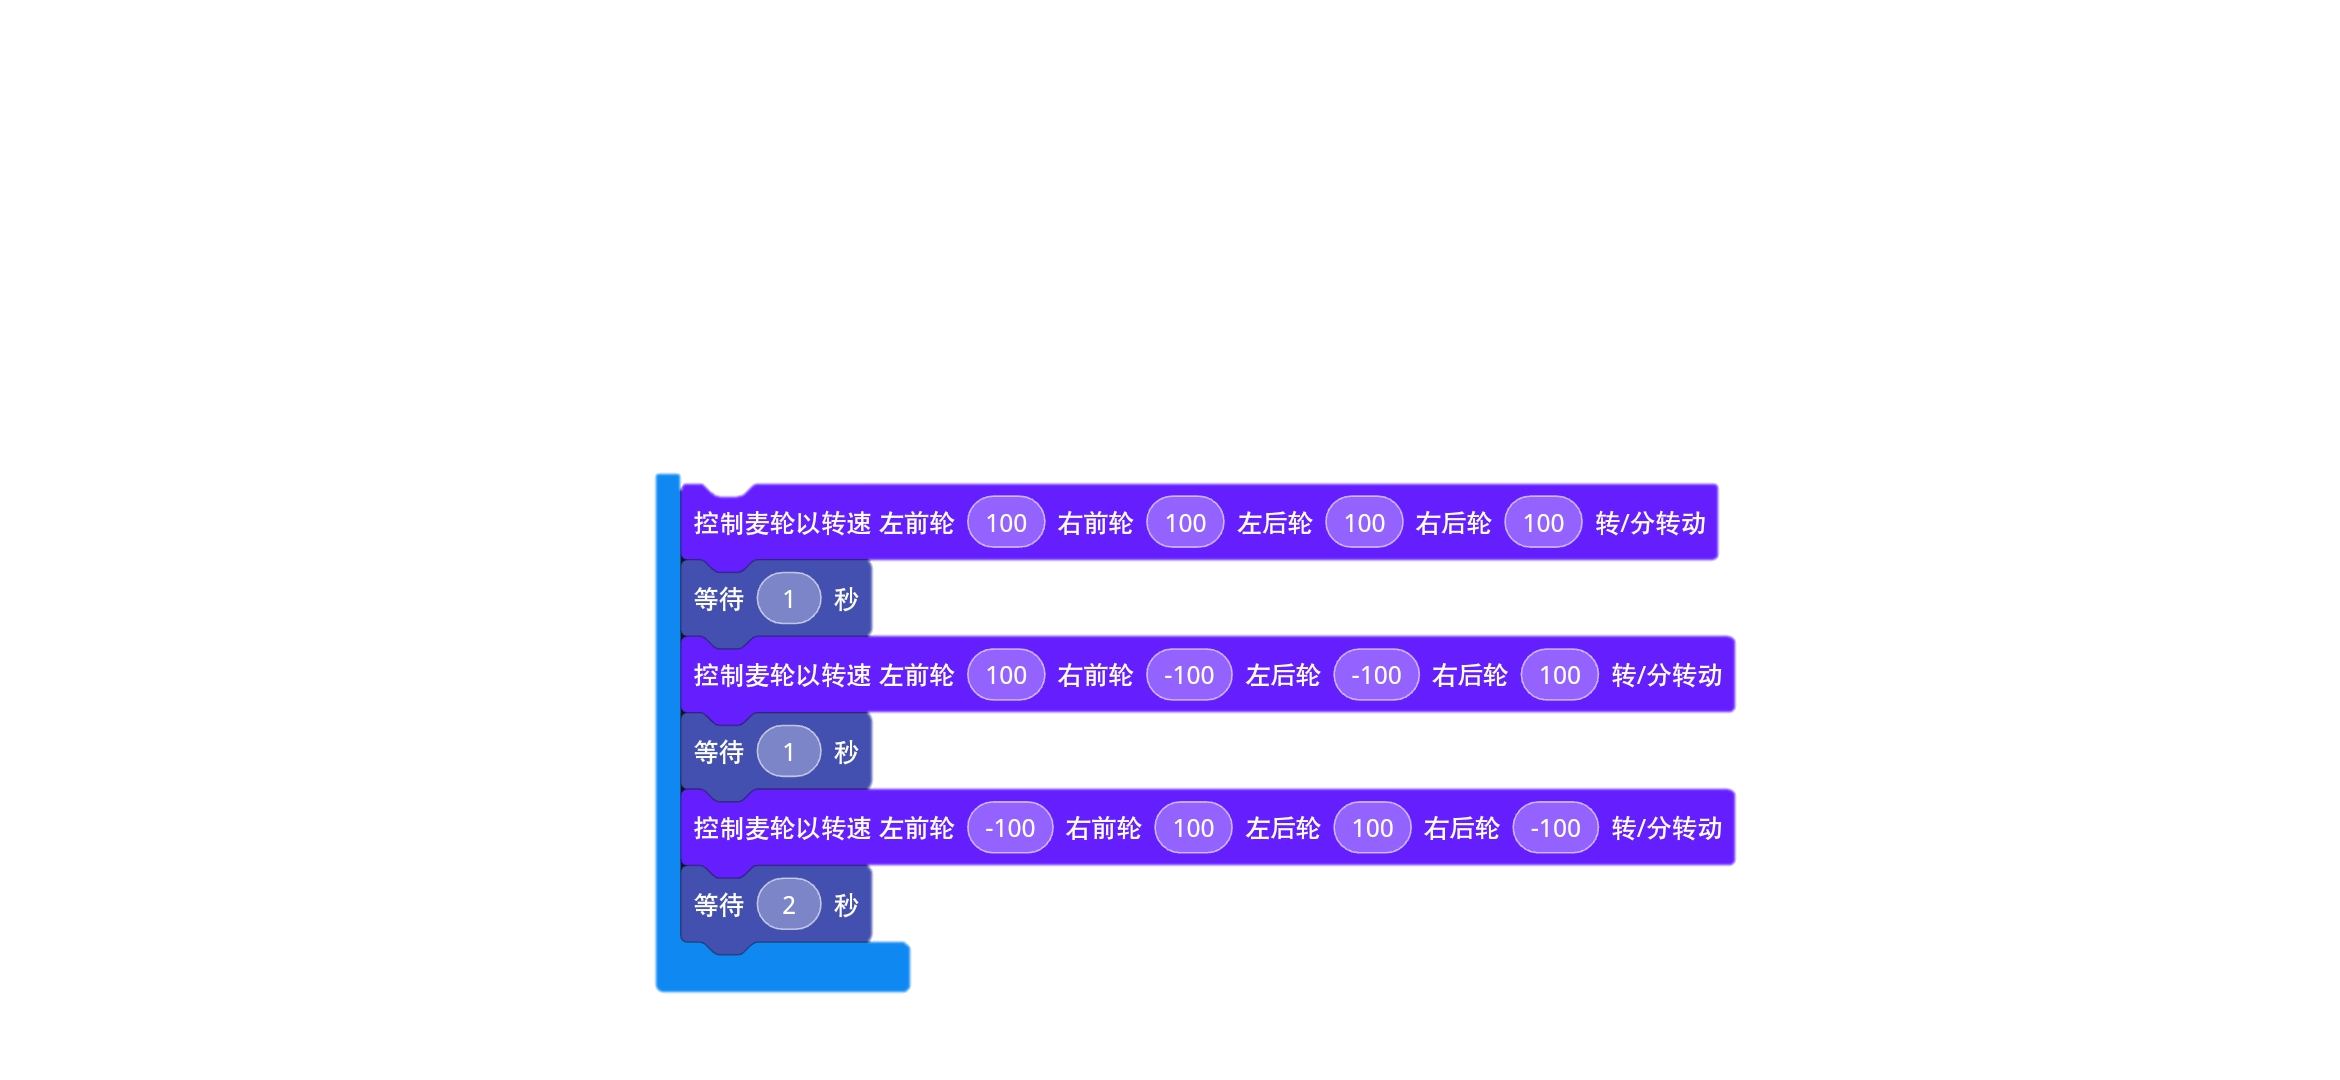 控制麦轮以转速 左前轮 100 右前轮 100 左后轮 100 右后轮 100 转/分转动
等待 1 秒
控制麦轮以转速 左前轮 100 右前轮 -100 左后轮 -100 右后轮 100 转/分转动
等待 1 秒
控制麦轮以转速 左前轮 -100 右前轮 100 左后轮 100 右后轮 -100 转/分转动
等待 2 秒